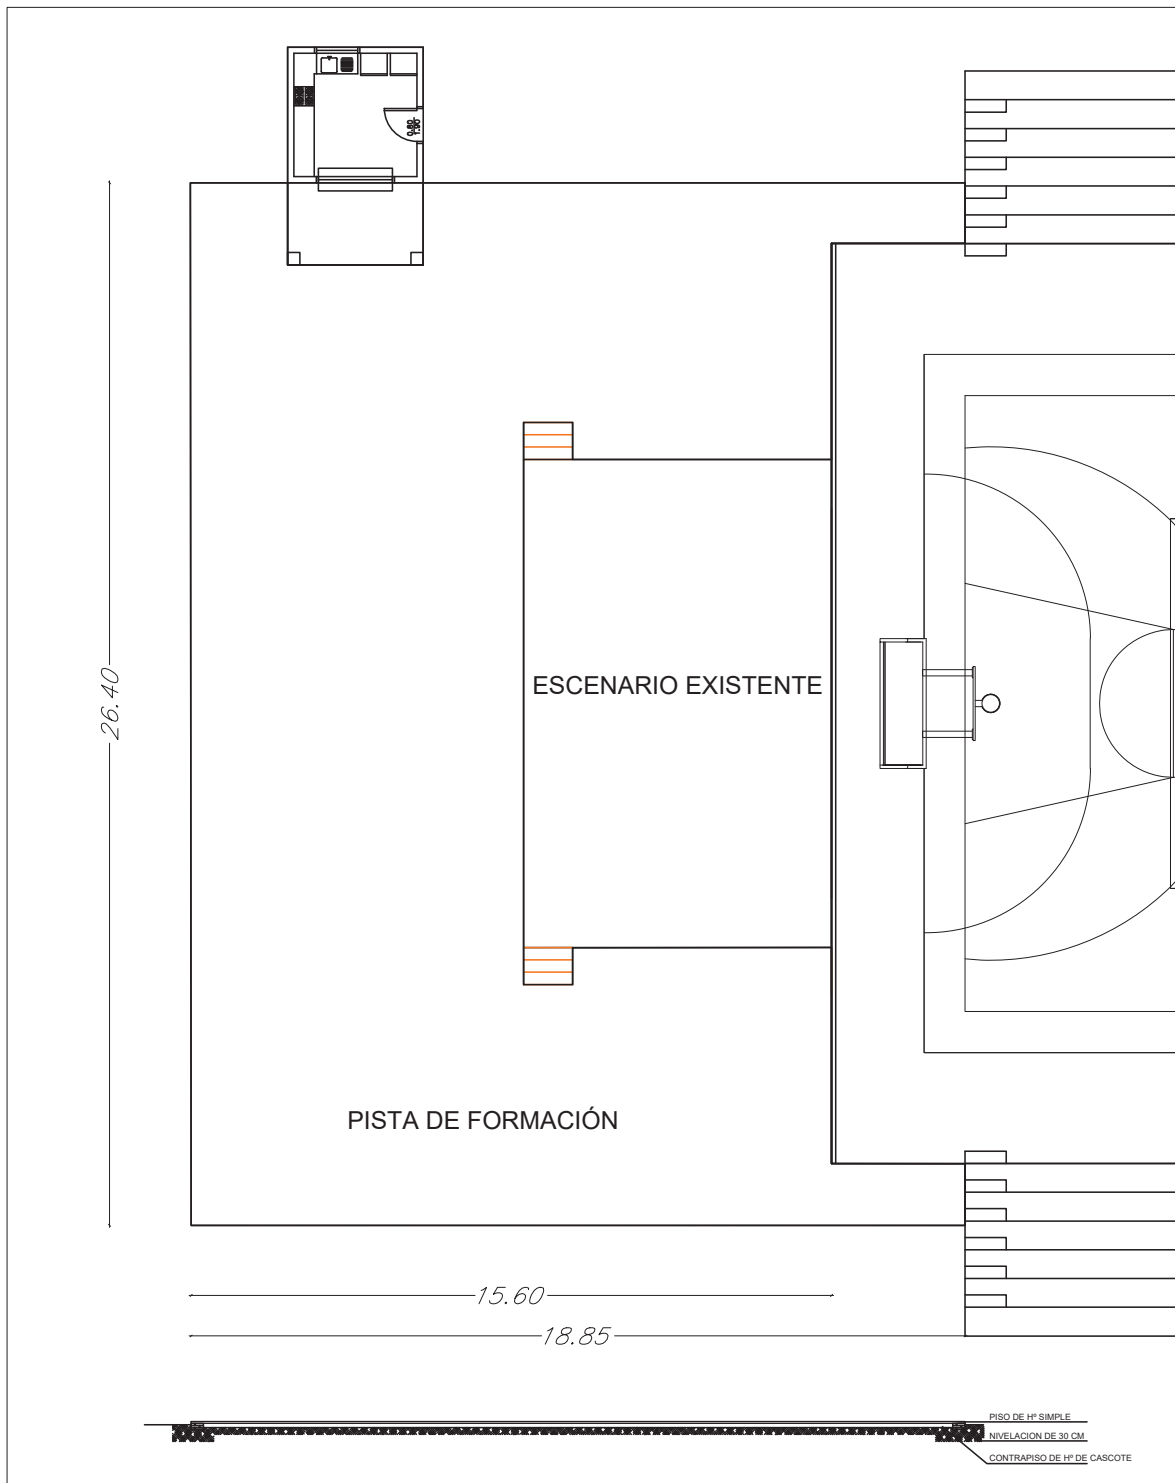 0.80
1.90
26.40
ESCENARIO EXISTENTE
PISTA DE FORMACIÓN
15.60
18.85
PISO DE Hº SIMPLE
NIVELACION DE 30 CM
CONTRAPISO DE Hº DE CASCOTE